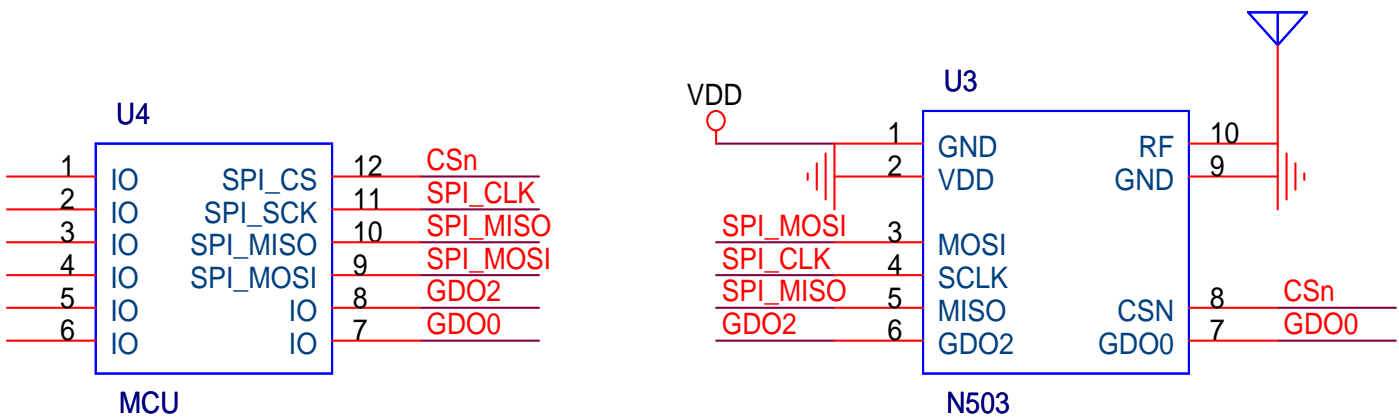 U4
1 IO SPI_CS 12 CSn
2 IO SPI_SCK 11 SPI_CLK
3 IO SPI_MISO 10 SPI_MISO
4 IO SPI_MOSI 9 SPI_MOSI
5 IO IO 8 GDO2
6 IO IO 7 GDO0
MCU
U3
VDD
1 GND RF 10
2 VDD GND 9
SPI_MOSI 3 MOSI
SPI_CLK 4 SCLK
SPI_MISO 5 MISO CSN 8 CSn
GDO2 6 GDO2 GDO0 7 GDO0
N503